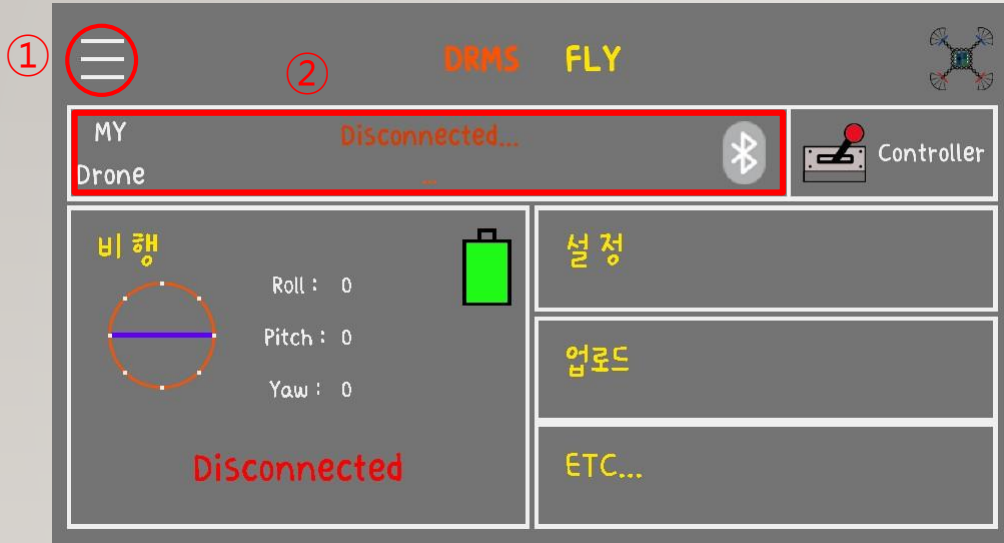 ①
②
DRMS FLY
MY
Drone
Disconnected...
...
Controller
비행
Roll : 0
Pitch : 0
Yaw : 0
Disconnected
설정
업로드
ETC...